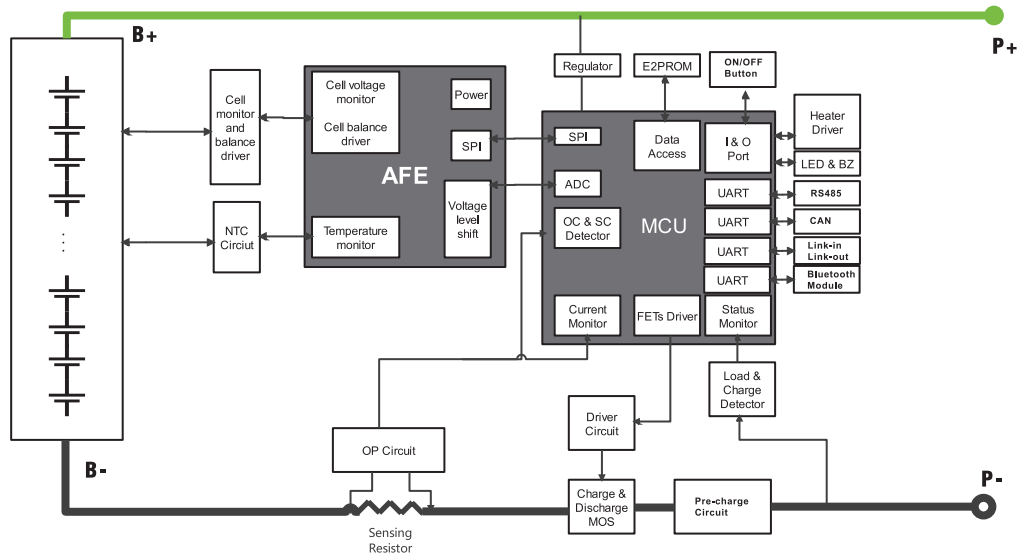 B+
P+
Regulator
E2PROM
ON/OFF
Button
Cell
monitor
and
balance
driver
Cell voltage
monitor
Cell balance
driver
Power
SPI
AFE
Voltage
level
shift
Temperature
monitor
NTC
Circiut
SPI
ADC
OC & SC
Detector
Data
Access
I & O
Port
MCU
UART
UART
UART
UART
Heater
Driver
LED & BZ
RS485
CAN
Link-in
Link-out
Bluetooth
Module
Current
Monitor
FETs Driver
Status
Monitor
Load &
Charge
Detector
Driver
Circuit
OP Circuit
B-
P-
Charge &
Discharge
MOS
Pre-charge
Circuit
Sensing
Resistor